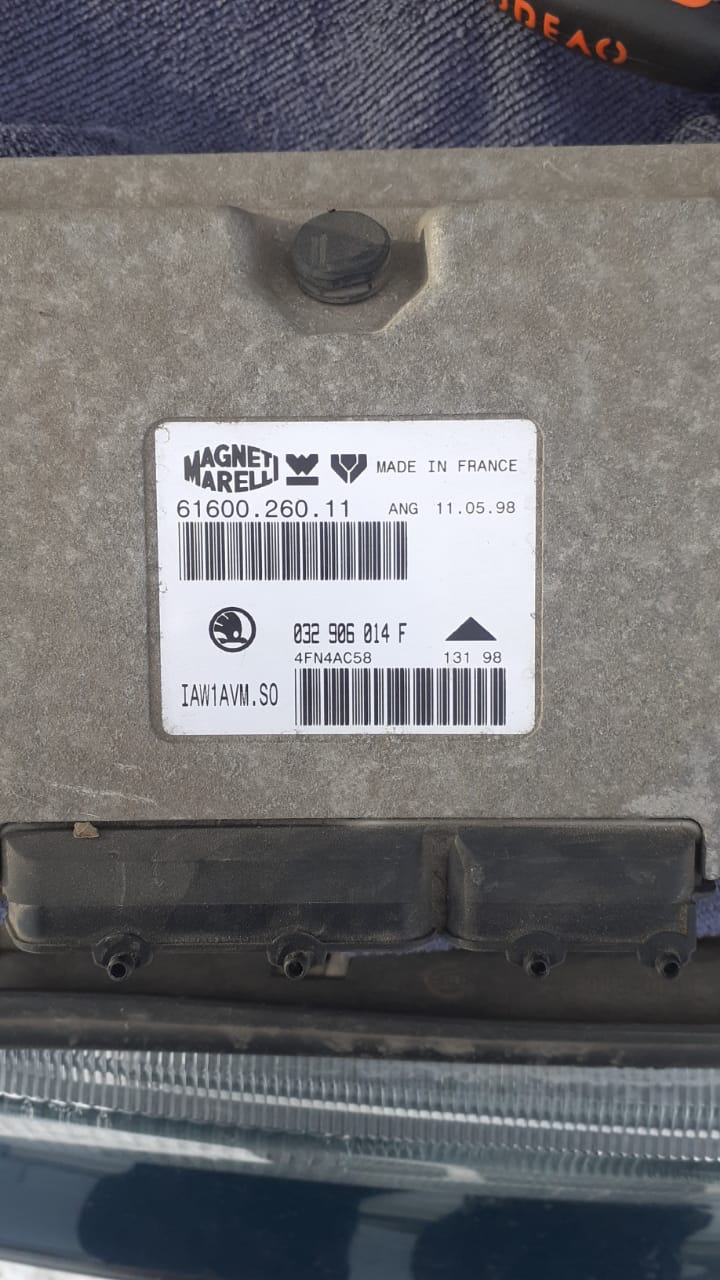 MAGNETI MARELLI MADE IN FRANCE
61600.260.11 ANG 11.05.98
032 906 014 F
4FN4AC58 131 98
IAW1AVM.S0